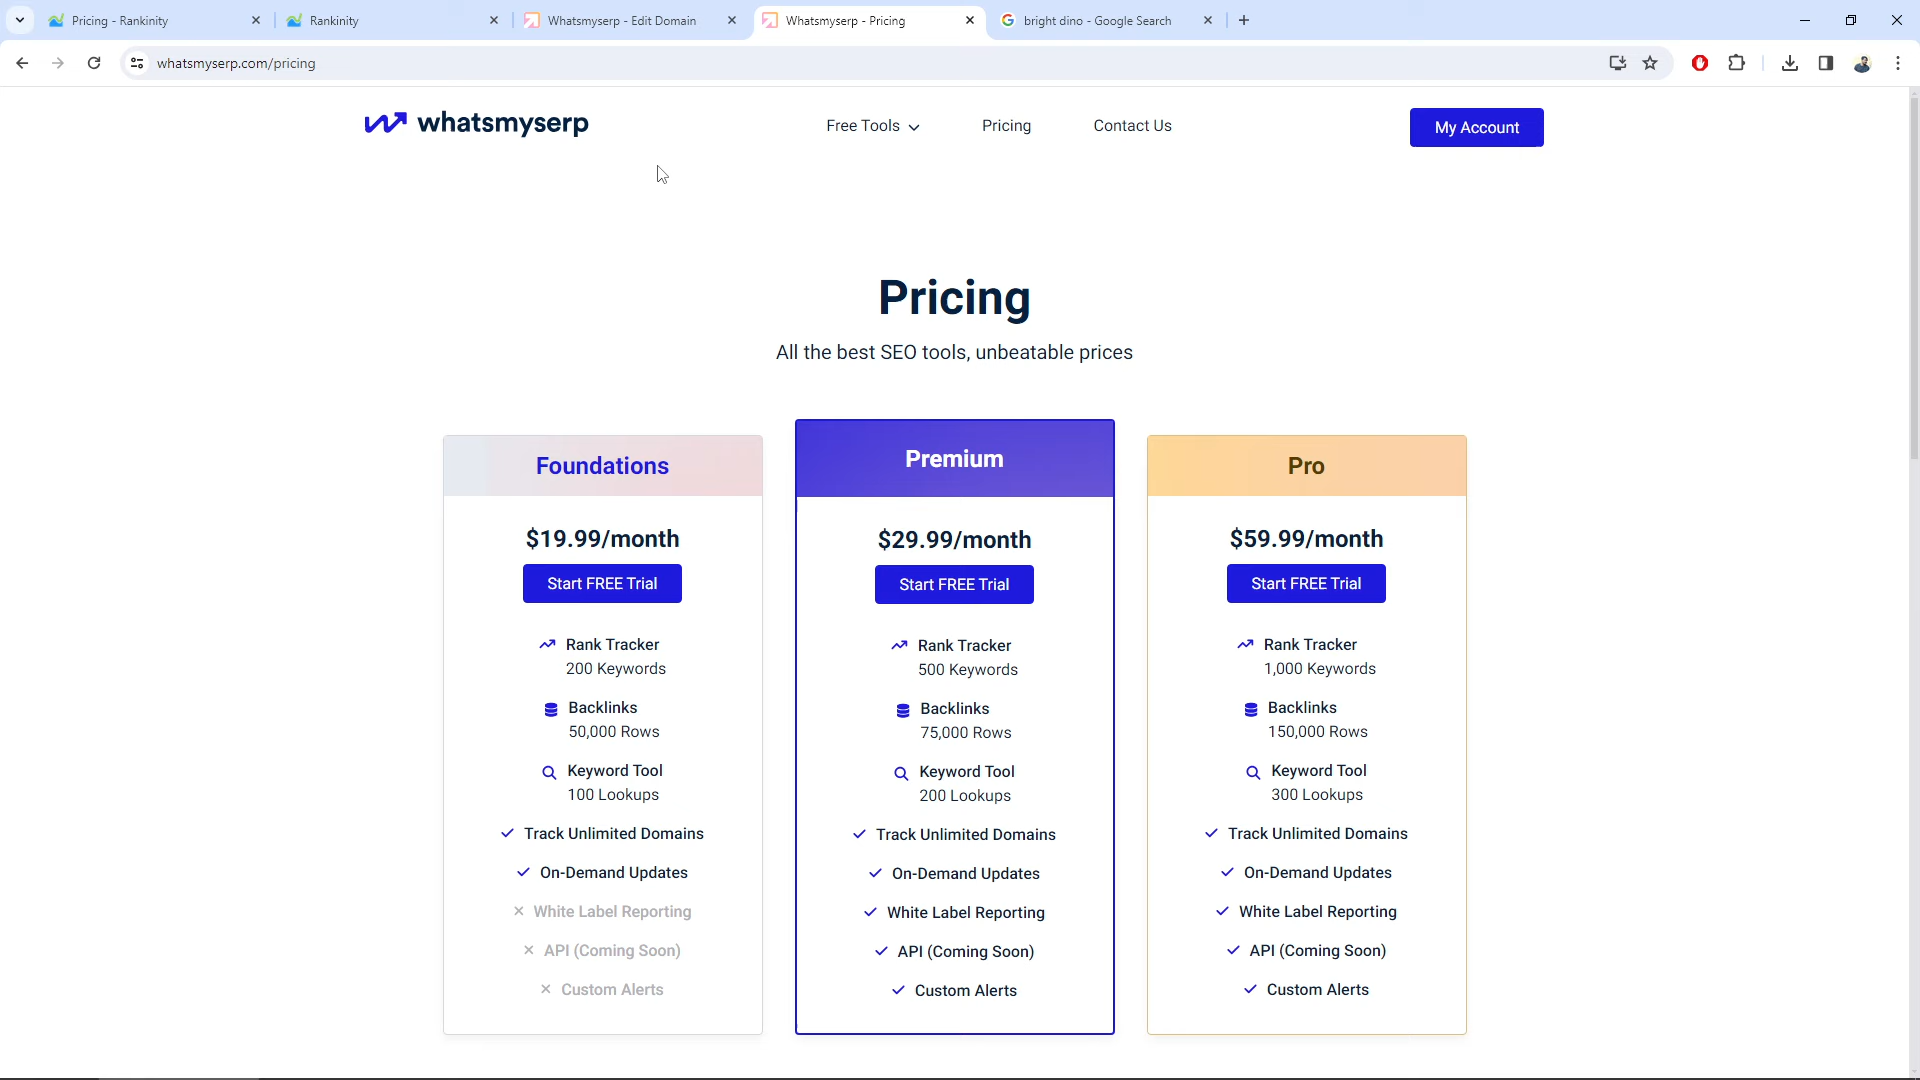 Pricing - Rankinity
Rankinity
Whatsmyserp - Edit Domain
Whatsmyserp - Pricing
bright dino - Google Search
whatsmyserp.com/pricing
whatsmyserp
Free Tools
Pricing
Contact Us
My Account
Pricing
All the best SEO tools, unbeatable prices
Foundations
$19.99/month
Start FREE Trial
Rank Tracker
200 Keywords
Backlinks
50,000 Rows
Keyword Tool
100 Lookups
Track Unlimited Domains
On-Demand Updates
White Label Reporting
API (Coming Soon)
Custom Alerts
Premium
$29.99/month
Start FREE Trial
Rank Tracker
500 Keywords
Backlinks
75,000 Rows
Keyword Tool
200 Lookups
Track Unlimited Domains
On-Demand Updates
White Label Reporting
API (Coming Soon)
Custom Alerts
Pro
$59.99/month
Start FREE Trial
Rank Tracker
1,000 Keywords
Backlinks
150,000 Rows
Keyword Tool
300 Lookups
Track Unlimited Domains
On-Demand Updates
White Label Reporting
API (Coming Soon)
Custom Alerts